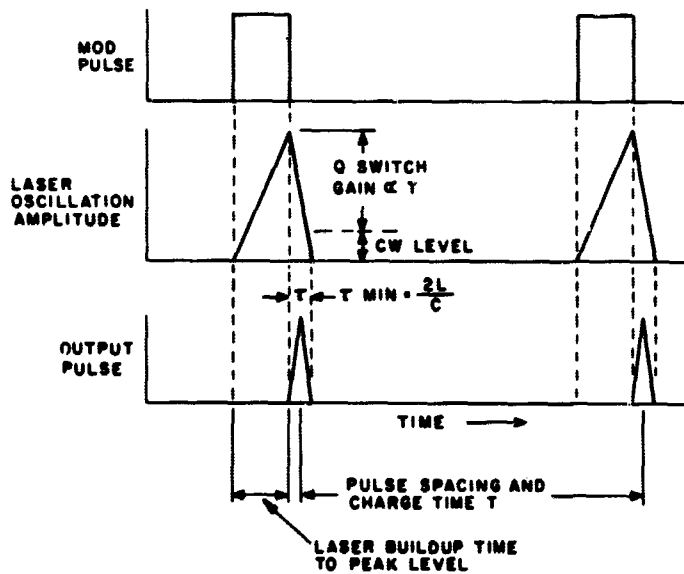 MOD
PULSE
LASER
OSCILLATION
AMPLITUDE
Q SWITCH
GAIN ∝ T
CW LEVEL
τ
τ MIN = 2L/C
OUTPUT
PULSE
TIME
PULSE SPACING AND
CHARGE TIME T
LASER BUILDUP TIME
TO PEAK LEVEL